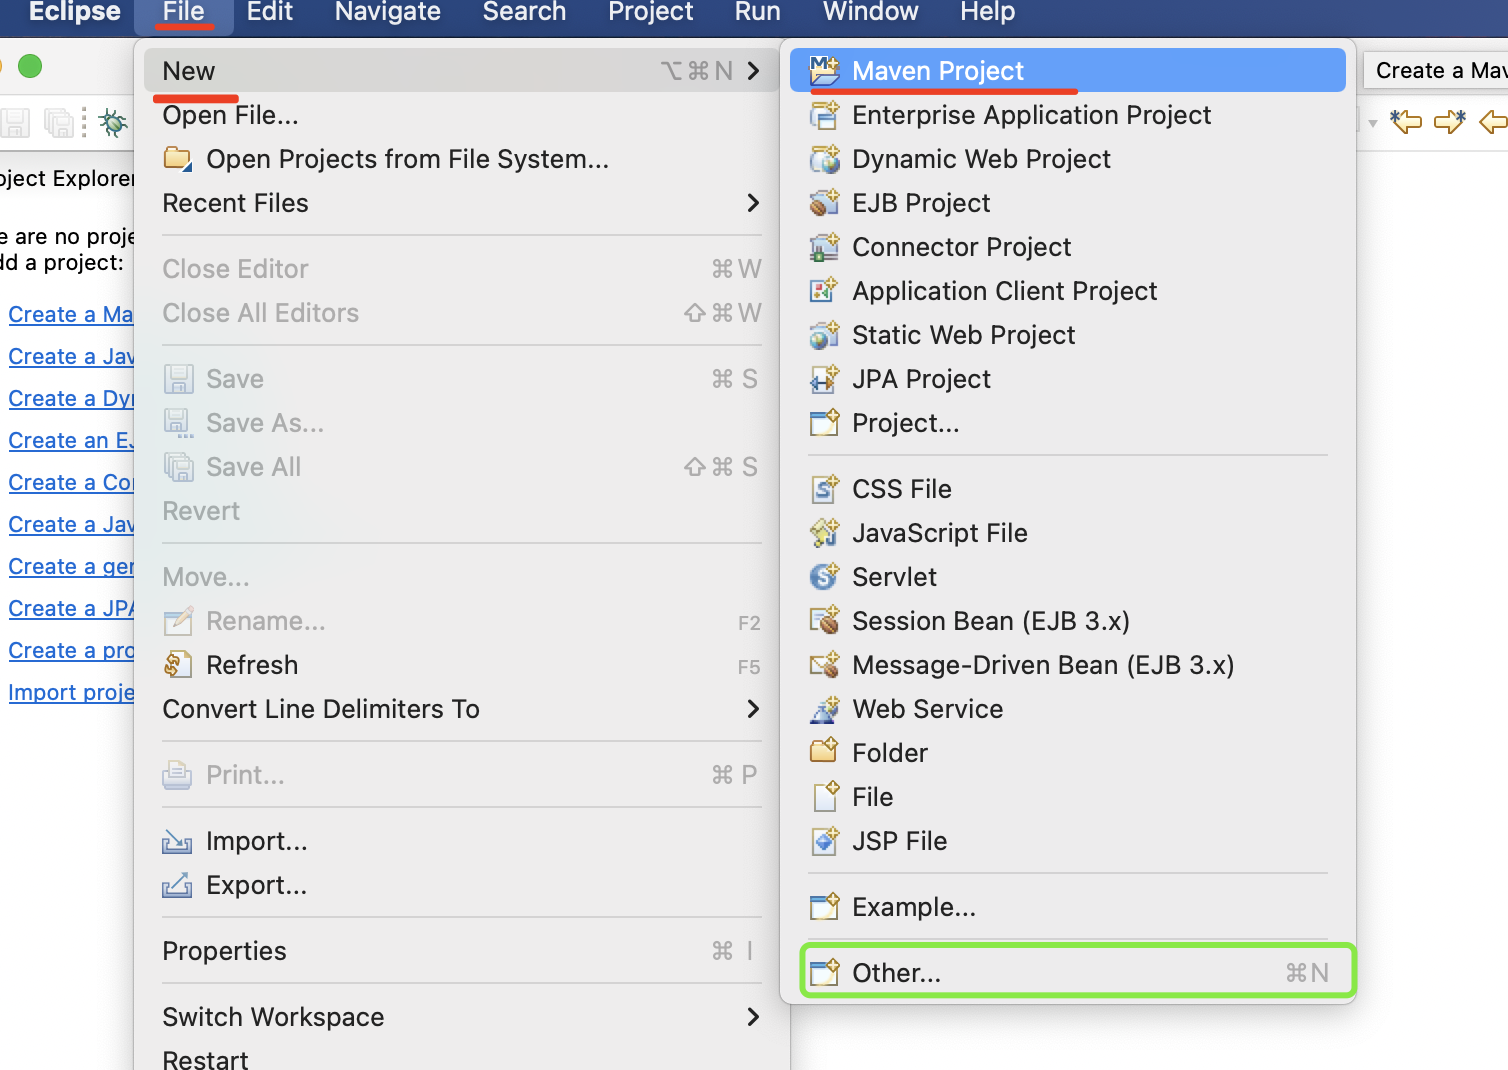 Eclipse File Edit Navigate Search Project Run Window Help
New ⌥⌘N
Open File...
Open Projects from File System...
Recent Files
Close Editor ⌘W
Close All Editors ⇧⌘W
Save ⌘S
Save As...
Save All ⇧⌘S
Revert
Move...
Rename... F2
Refresh F5
Convert Line Delimiters To
Print... ⌘P
Import...
Export...
Properties ⌘I
Switch Workspace
Restart
Maven Project
Enterprise Application Project
Dynamic Web Project
EJB Project
Connector Project
Application Client Project
Static Web Project
JPA Project
Project...
CSS File
JavaScript File
Servlet
Session Bean (EJB 3.x)
Message-Driven Bean (EJB 3.x)
Web Service
Folder
File
JSP File
Example...
Other... ⌘N
Create a Mav
oject Explorer
e are no proje
dd a project:
Create a Ma
Create a Jav
Create a Dyn
Create an EJ
Create a Con
Create a Jav
Create a gen
Create a JPA
Create a pro
Import proje